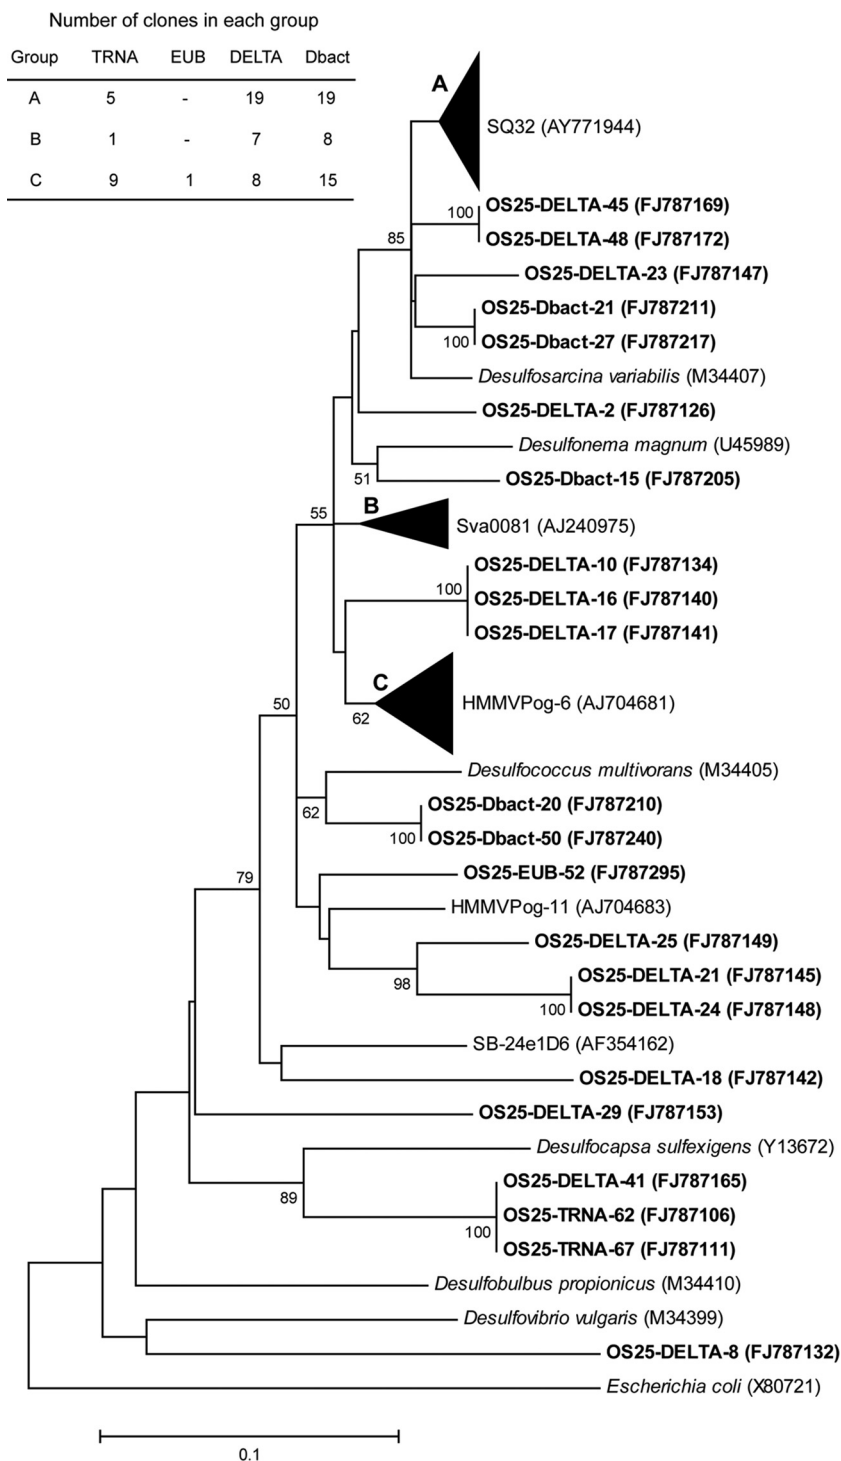 Number of clones in each group
Group TRNA EUB DELTA Dbact
A 5 - 19 19
B 1 - 7 8
C 9 1 8 15
A
SQ32 (AY771944)
100
OS25-DELTA-45 (FJ787169)
OS25-DELTA-48 (FJ787172)
85
OS25-DELTA-23 (FJ787147)
OS25-Dbact-21 (FJ787211)
100
OS25-Dbact-27 (FJ787217)
Desulfosarcina variabilis (M34407)
OS25-DELTA-2 (FJ787126)
Desulfonema magnum (U45989)
51
OS25-Dbact-15 (FJ787205)
55
B
Sva0081 (AJ240975)
OS25-DELTA-10 (FJ787134)
100
OS25-DELTA-16 (FJ787140)
OS25-DELTA-17 (FJ787141)
C
62
HMMVPog-6 (AJ704681)
50
Desulfococcus multivorans (M34405)
62
OS25-Dbact-20 (FJ787210)
100
OS25-Dbact-50 (FJ787240)
79
OS25-EUB-52 (FJ787295)
HMMVPog-11 (AJ704683)
OS25-DELTA-25 (FJ787149)
98
OS25-DELTA-21 (FJ787145)
100
OS25-DELTA-24 (FJ787148)
SB-24e1D6 (AF354162)
OS25-DELTA-18 (FJ787142)
OS25-DELTA-29 (FJ787153)
Desulfocapsa sulfexigens (Y13672)
89
OS25-DELTA-41 (FJ787165)
OS25-TRNA-62 (FJ787106)
100
OS25-TRNA-67 (FJ787111)
Desulfobulbus propionicus (M34410)
Desulfovibrio vulgaris (M34399)
OS25-DELTA-8 (FJ787132)
Escherichia coli (X80721)
0.1